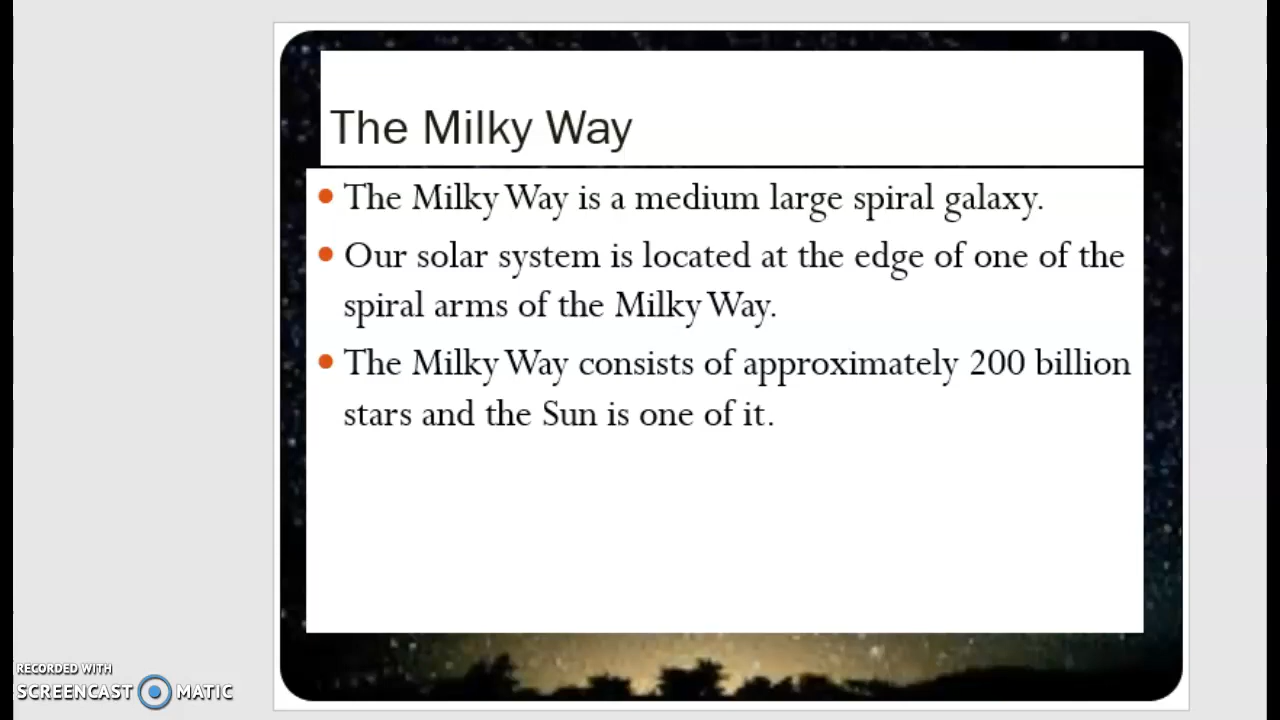 The Milky Way
The Milky Way is a medium large spiral galaxy.
Our solar system is located at the edge of one of the
spiral arms of the Milky Way.
The Milky Way consists of approximately 200 billion
stars and the Sun is one of it.
RECORDED WITH
SCREENCAST MATIC